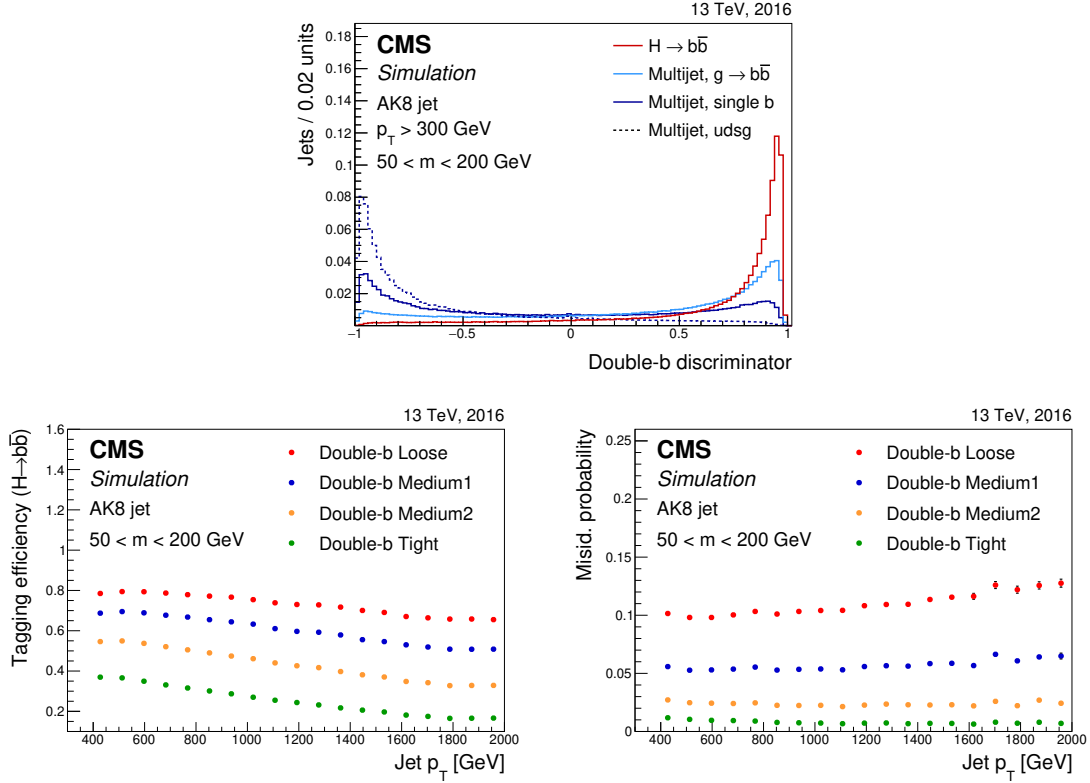 13 TeV, 2016
Jets / 0.02 units
0.18
0.16
0.14
0.12
0.1
0.08
0.06
0.04
0.02
CMS
Simulation
AK8 jet
p_T > 300 GeV
50 < m < 200 GeV
H → bb̅
Multijet, g → bb̅
Multijet, single b
Multijet, udsg
−1 −0.5 0 0.5 1
Double-b discriminator
13 TeV, 2016
Tagging efficiency (H→bb̅)
1.6
1.4
1.2
1
0.8
0.6
0.4
0.2
CMS
Simulation
AK8 jet
50 < m < 200 GeV
Double-b Loose
Double-b Medium1
Double-b Medium2
Double-b Tight
400 600 800 1000 1200 1400 1600 1800 2000
Jet p_T [GeV]
13 TeV, 2016
Misid. probability
0.25
0.2
0.15
0.1
0.05
0
CMS
Simulation
AK8 jet
50 < m < 200 GeV
Double-b Loose
Double-b Medium1
Double-b Medium2
Double-b Tight
400 600 800 1000 1200 1400 1600 1800 2000
Jet p_T [GeV]